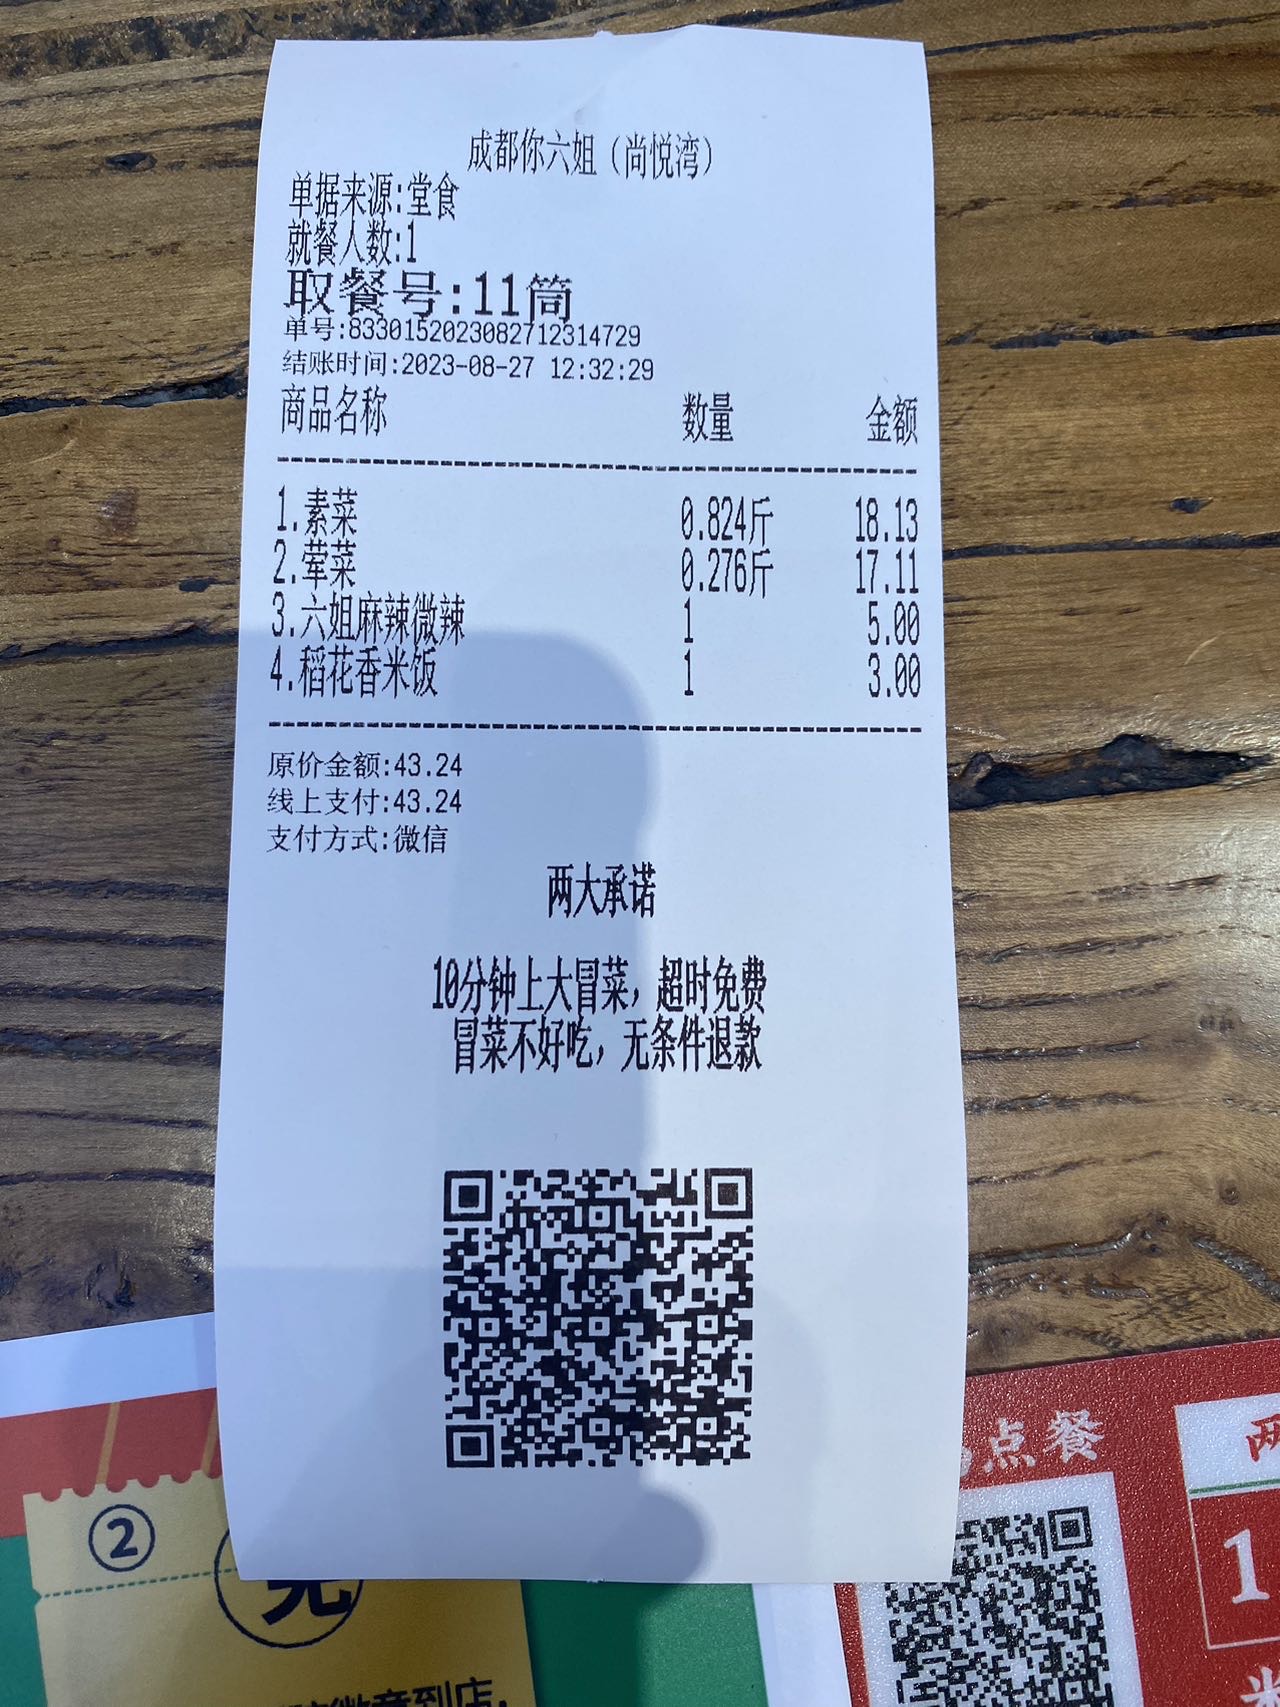 成都你六姐（尚悦湾）
单据来源:堂食
就餐人数:1
取餐号:11筒
单号:8330152023082712314729
结账时间:2023-08-27 12:32:29
商品名称 数量 金额
1.素菜 0.824斤 18.13
2.荤菜 0.276斤 17.11
3.六姐麻辣微辣 1 5.00
4.稻花香米饭 1 3.00
原价金额:43.24
线上支付:43.24
支付方式:微信
两大承诺
10分钟上大冒菜，超时免费
冒菜不好吃，无条件退款
点餐
两
1
②
到店,